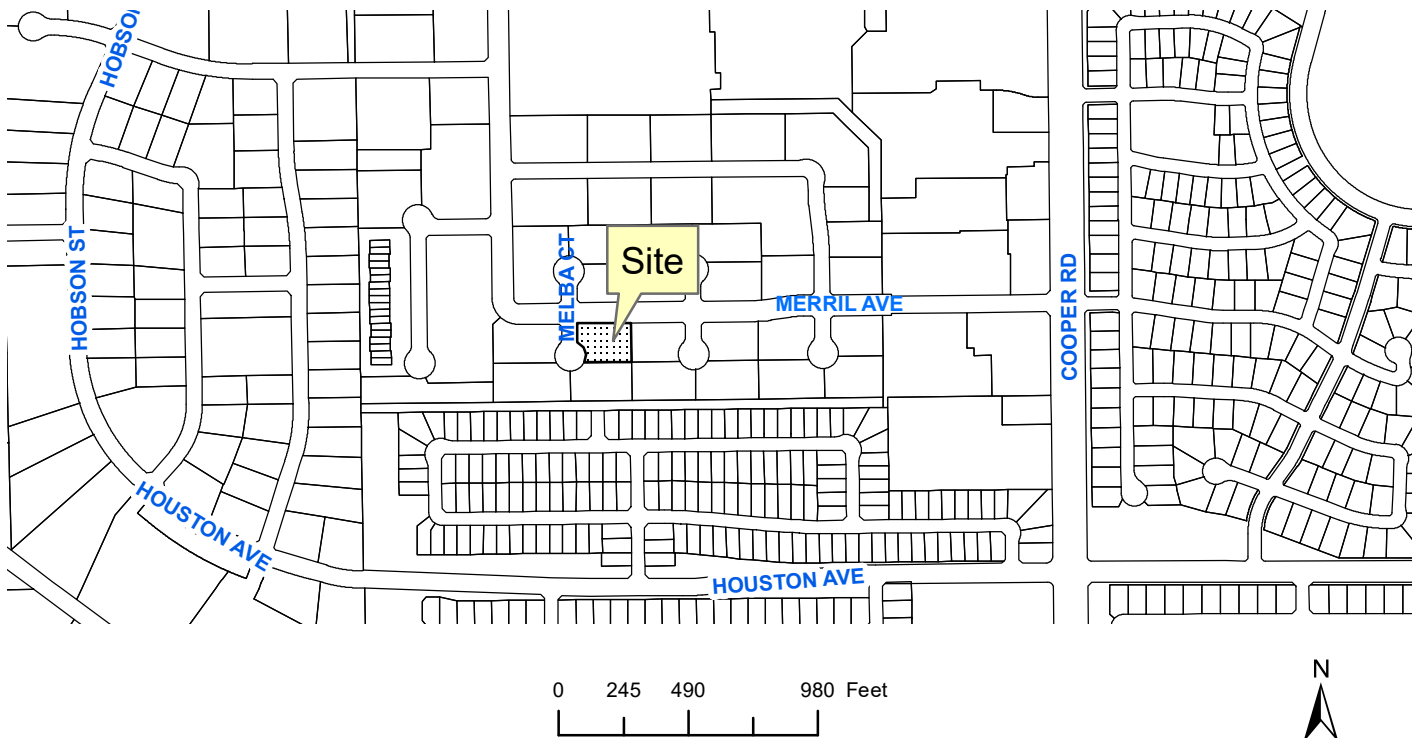 HOBSON
MELBA CT
Site
HOBSON ST
MERRIL AVE
COOPER RD
HOUSTON AVE
HOUSTON AVE
0 245 490 980 Feet
N